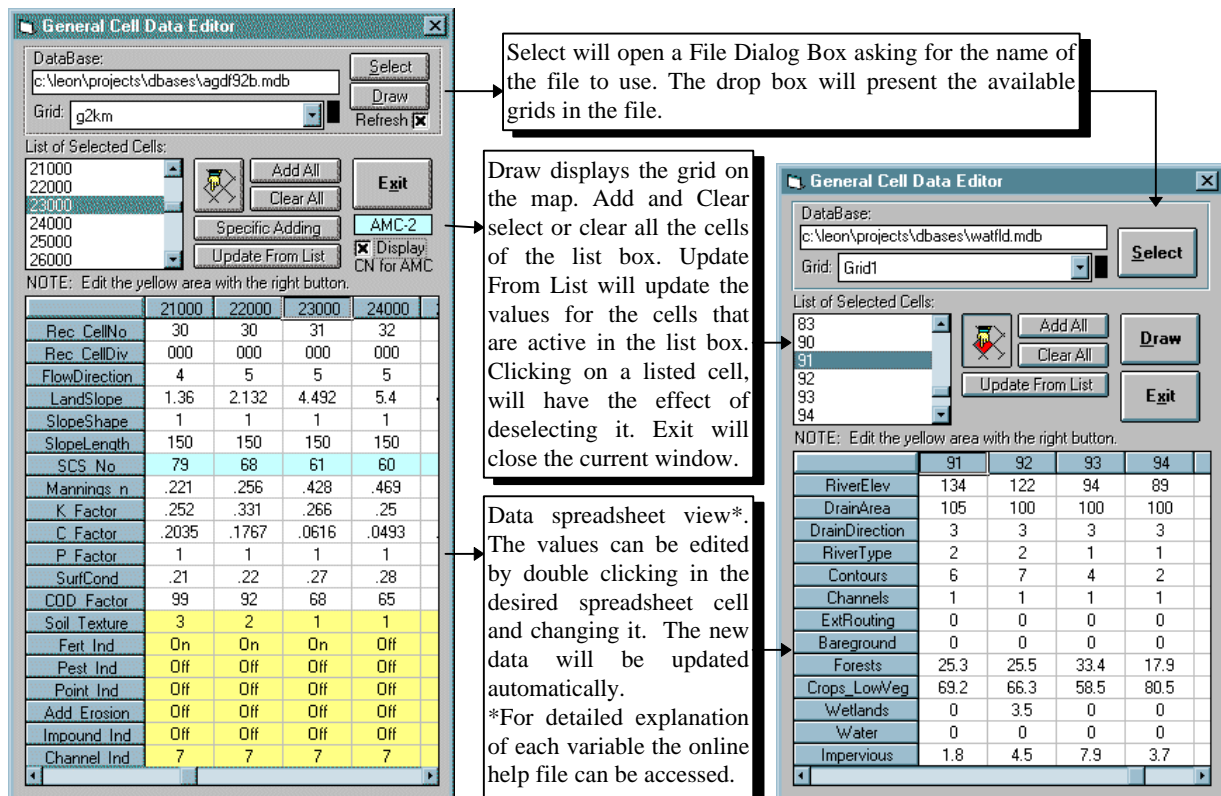 General Cell Data Editor
DataBase:
c:\leon\projects\dbases\agdf92b.mdb
Select
Draw
Grid: g2km
Refresh
List of Selected Cells:
21000
22000
23000
24000
25000
26000
Add All
Clear All
Exit
Specific Adding
AMC-2
Update From List
Display
CN for AMC
NOTE: Edit the yellow area with the right button.
21000 22000 23000 24000
Rec CellNo 30 30 31 32
Rec CellDiv 000 000 000 000
FlowDirection 4 5 5 5
LandSlope 1.36 2.132 4.492 5.4
SlopeShape 1 1 1 1
SlopeLength 150 150 150 150
SCS No 79 68 61 60
Mannings n .221 .256 .428 .469
K Factor .252 .331 .266 .25
C Factor .2035 .1767 .0616 .0493
P Factor 1 1 1 1
SurfCond .21 .22 .27 .28
COD Factor 99 92 68 65
Soil Texture 3 2 1 1
Fert Ind On On On Off
Pest Ind Off Off Off Off
Point Ind Off Off Off Off
Add Erosion Off Off Off Off
Impound Ind Off Off Off Off
Channel Ind 7 7 7 7
Select will open a File Dialog Box asking for the name of
the file to use. The drop box will present the available
grids in the file.
Draw displays the grid on
the map. Add and Clear
select or clear all the cells
of the list box. Update
From List will update the
values for the cells that
are active in the list box.
Clicking on a listed cell,
will have the effect of
deselecting it. Exit will
close the current window.
Data spreadsheet view*.
The values can be edited
by double clicking in the
desired spreadsheet cell
and changing it. The new
data will be updated
automatically.
*For detailed explanation
of each variable the online
help file can be accessed.
General Cell Data Editor
DataBase:
c:\leon\projects\dbases\watfld.mdb
Select
Grid: Grid1
List of Selected Cells:
83
90
91
92
93
94
Add All
Clear All
Draw
Update From List
Exit
NOTE: Edit the yellow area with the right button.
91 92 93 94
RiverElev 134 122 94 89
DrainArea 105 100 100 100
DrainDirection 3 3 3 3
RiverType 2 2 1 1
Contours 6 7 4 2
Channels 1 1 1 1
ExtRouting 0 0 0 0
Bareground 0 0 0 0
Forests 25.3 25.5 33.4 17.9
Crops_LowVeg 69.2 66.3 58.5 80.5
Wetlands 0 3.5 0 0
Water 0 0 0 0
Impervious 1.8 4.5 7.9 3.7